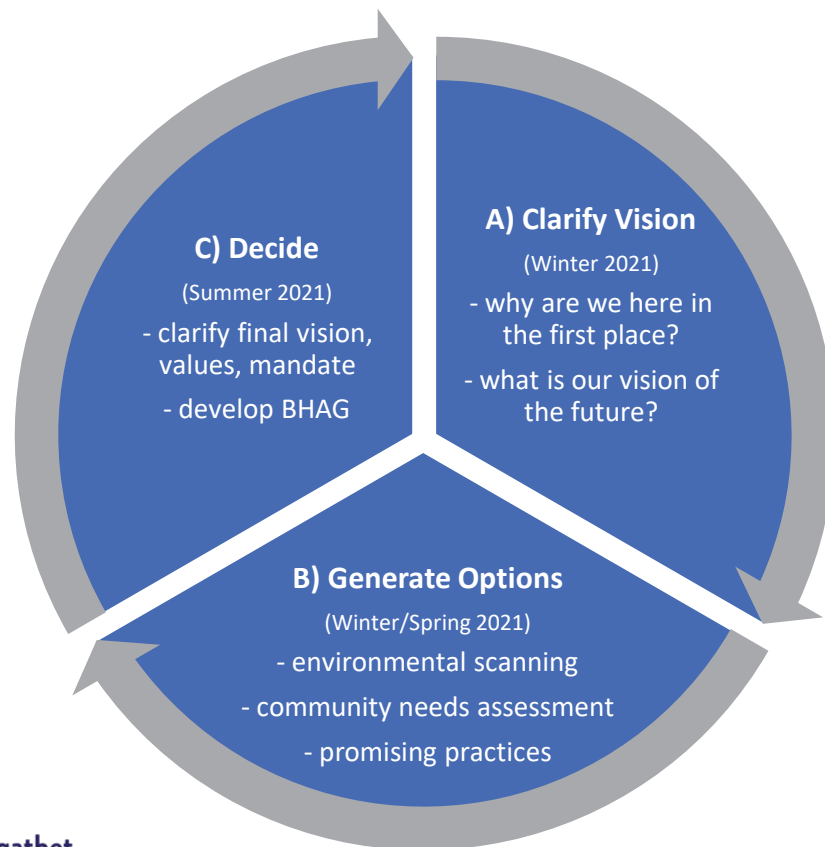 A) Clarify Vision
(Winter 2021)
- why are we here in
the first place?
- what is our vision of
the future?
B) Generate Options
(Winter/Spring 2021)
- environmental scanning
- community needs assessment
- promising practices
C) Decide
(Summer 2021)
- clarify final vision,
values, mandate
- develop BHAG